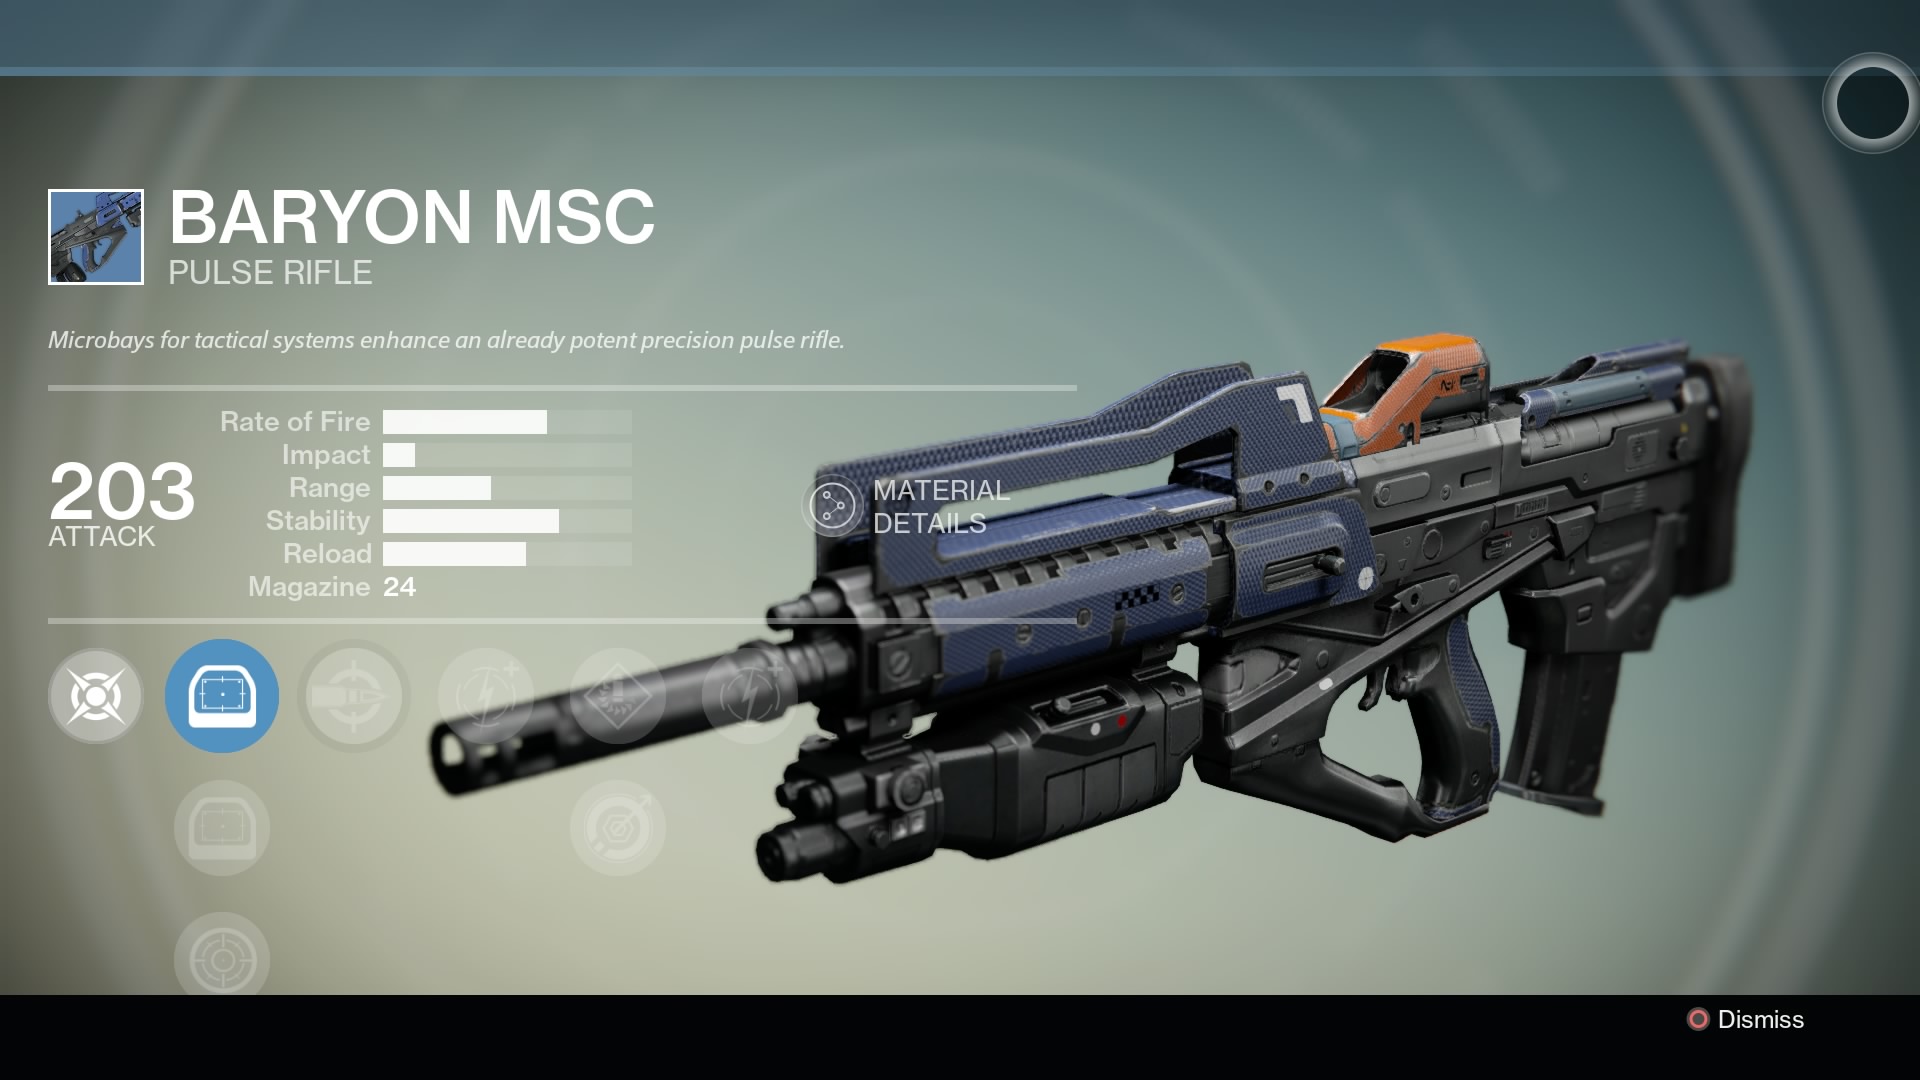 BARYON MSC
PULSE RIFLE
Microbays for tactical systems enhance an already potent precision pulse rifle.
203
ATTACK
Rate of Fire
Impact
Range
Stability
Reload
Magazine 24
MATERIAL
DETAILS
Dismiss